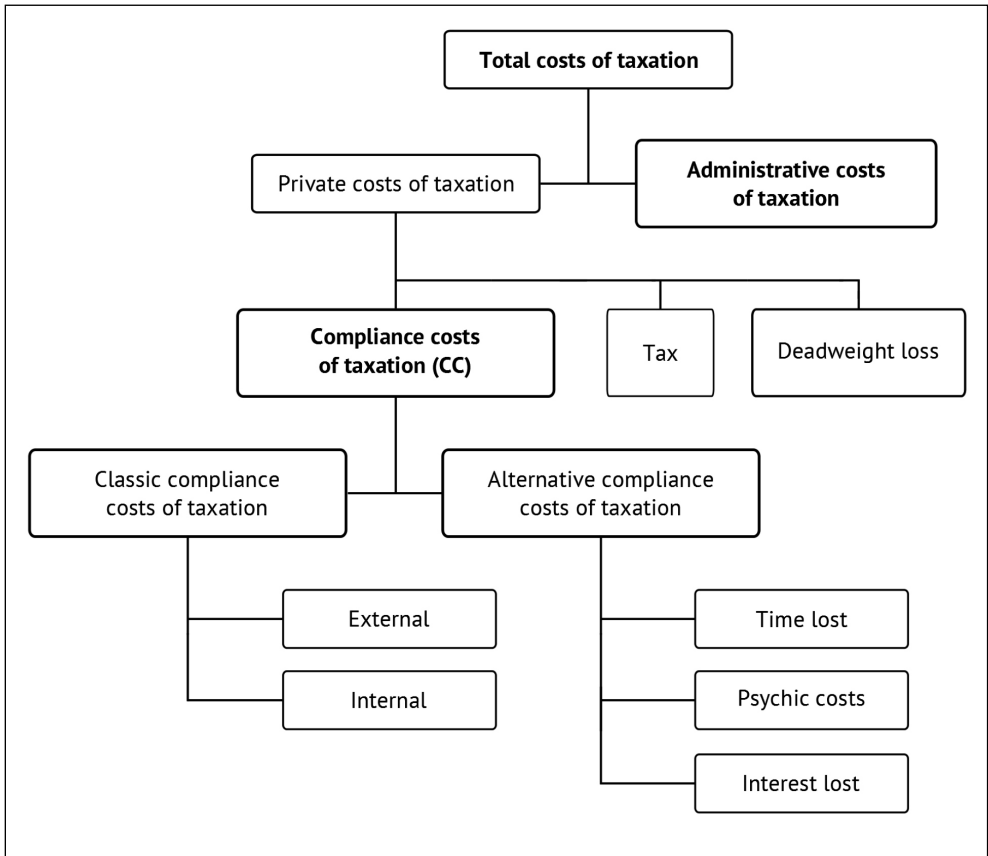 Total costs of taxation
Private costs of taxation
Administrative costs
of taxation
Compliance costs
of taxation (CC)
Tax
Deadweight loss
Classic compliance
costs of taxation
Alternative compliance
costs of taxation
External
Internal
Time lost
Psychic costs
Interest lost